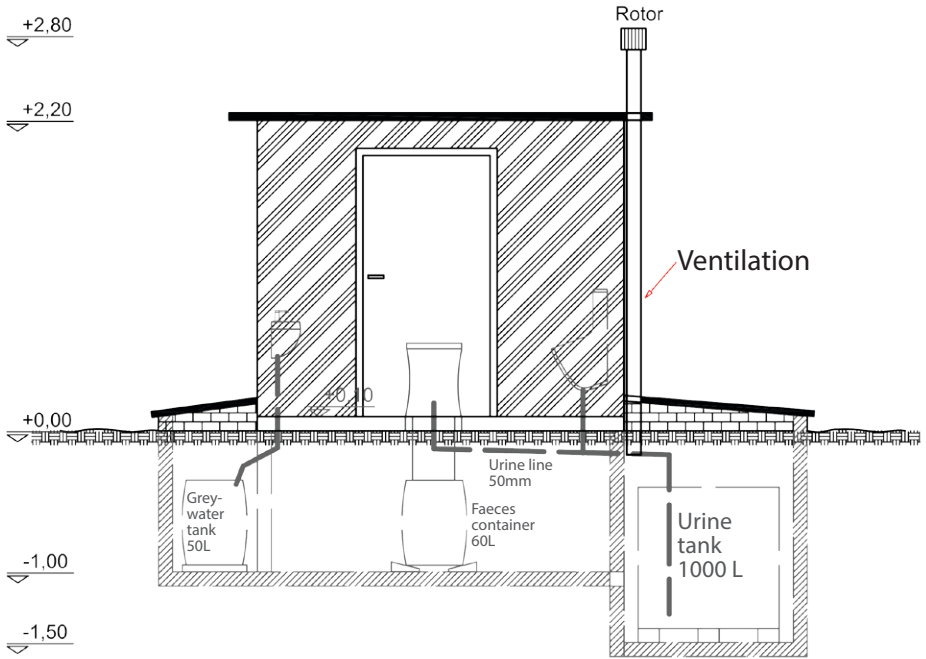 Rotor
+2,80
+2,20
Ventilation
+0,10
+0,00
Urine line
50mm
Grey-
water
tank
50L
Faeces
container
60L
Urine
tank
1000 L
-1,00
-1,50